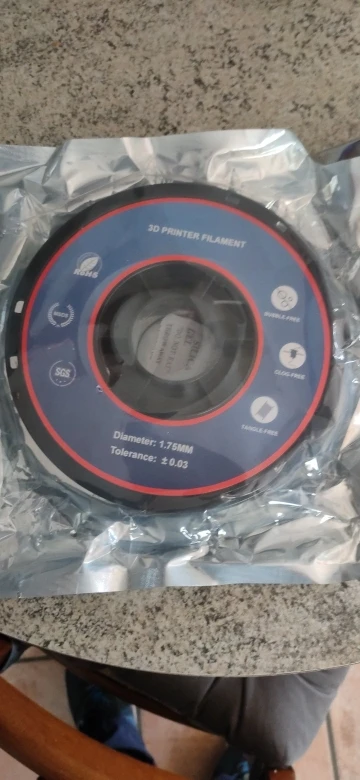 3D PRINTER FILAMENT
RoHS
BUBBLE-FREE
CLOG-FREE
SGS
TANGLE-FREE
Diameter: 1.75MM
Tolerance: ±0.03